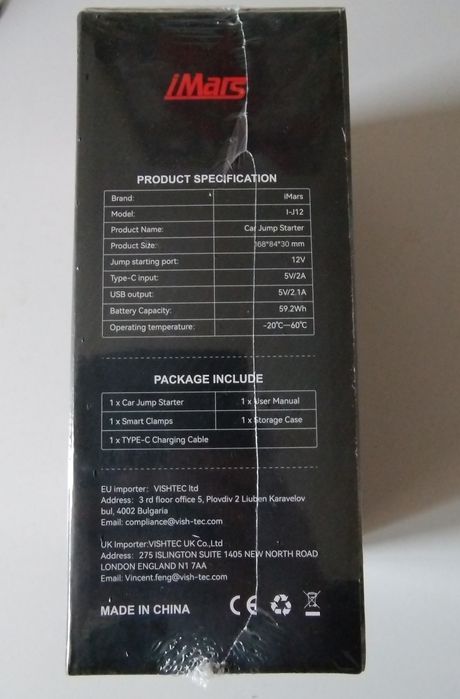 iMars
PRODUCT SPECIFICATION
Brand: iMars
Model: I-J12
Product Name: Car Jump Starter
Product Size: 168*84*30 mm
Jump starting port: 12V
Type-C input: 5V/2A
USB output: 5V/2.1A
Battery Capacity: 59.2Wh
Operating temperature: -20℃—60℃
PACKAGE INCLUDE
1 x Car Jump Starter 1 x User Manual
1 x Smart Clamps 1 x Storage Case
1 x TYPE-C Charging Cable
EU importer: VISHTEC ltd
Address: 3 rd floor office 5, Plovdiv 2 Liuben Karavelov
bul, 4002 Bulgaria
Email: compliance@vish-tec.com
UK Importer:VISHTEC UK Co.,Ltd
Address: 275 ISLINGTON SUITE 1405 NEW NORTH ROAD
LONDON ENGLAND N1 7AA
Email: Vincent.feng@vish-tec.com
MADE IN CHINA CE